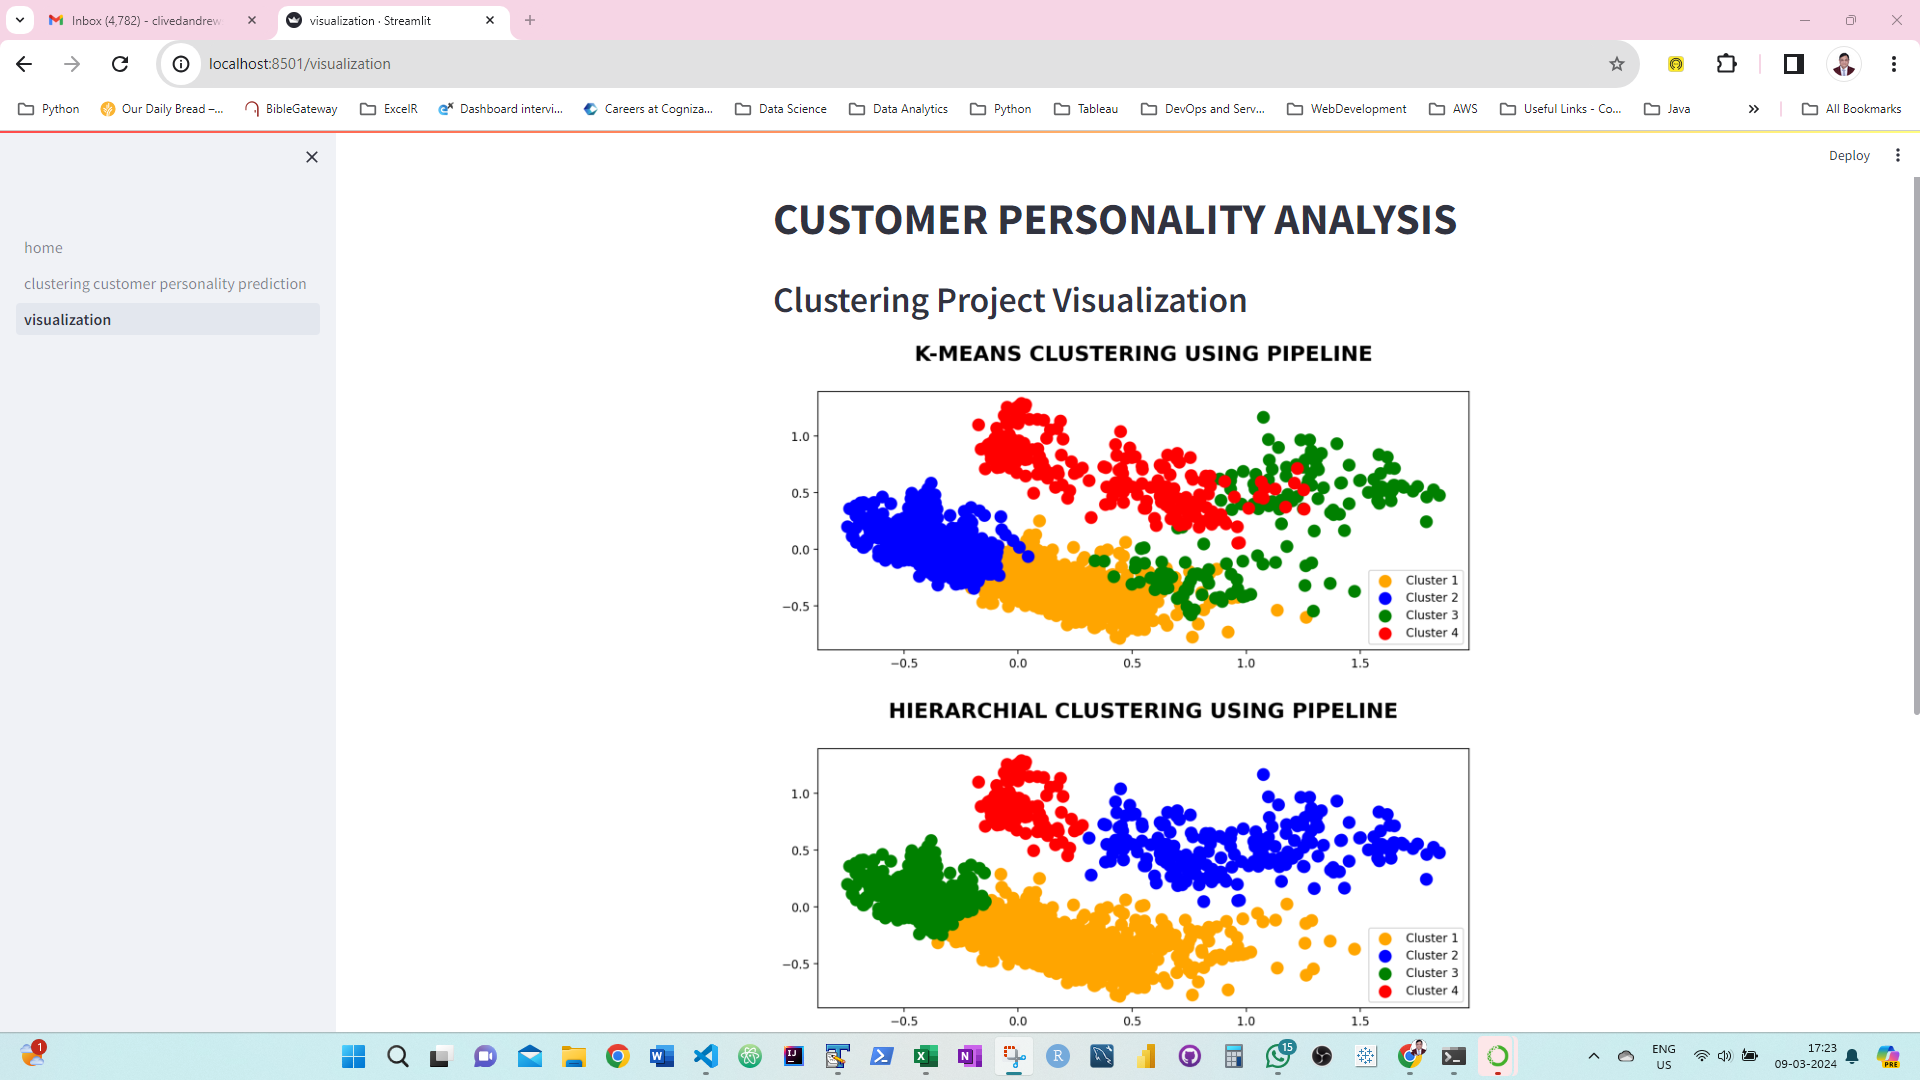 Inbox (4,782) - clivedandrew
visualization · Streamlit
localhost:8501/visualization
Python
Our Daily Bread –...
BibleGateway
ExcelR
Dashboard intervi...
Careers at Cogniza...
Data Science
Data Analytics
Python
Tableau
DevOps and Serv...
WebDevelopment
AWS
Useful Links - Co...
Java
All Bookmarks
Deploy
home
clustering customer personality prediction
visualization
CUSTOMER PERSONALITY ANALYSIS
Clustering Project Visualization
K-MEANS CLUSTERING USING PIPELINE
1.0
0.5
0.0
−0.5
Cluster 1
Cluster 2
Cluster 3
Cluster 4
−0.5 0.0 0.5 1.0 1.5
HIERARCHIAL CLUSTERING USING PIPELINE
1.0
0.5
0.0
−0.5
Cluster 1
Cluster 2
Cluster 3
Cluster 4
−0.5 0.0 0.5 1.0 1.5
1
15
ENG
US
17:23
09-03-2024
PRE